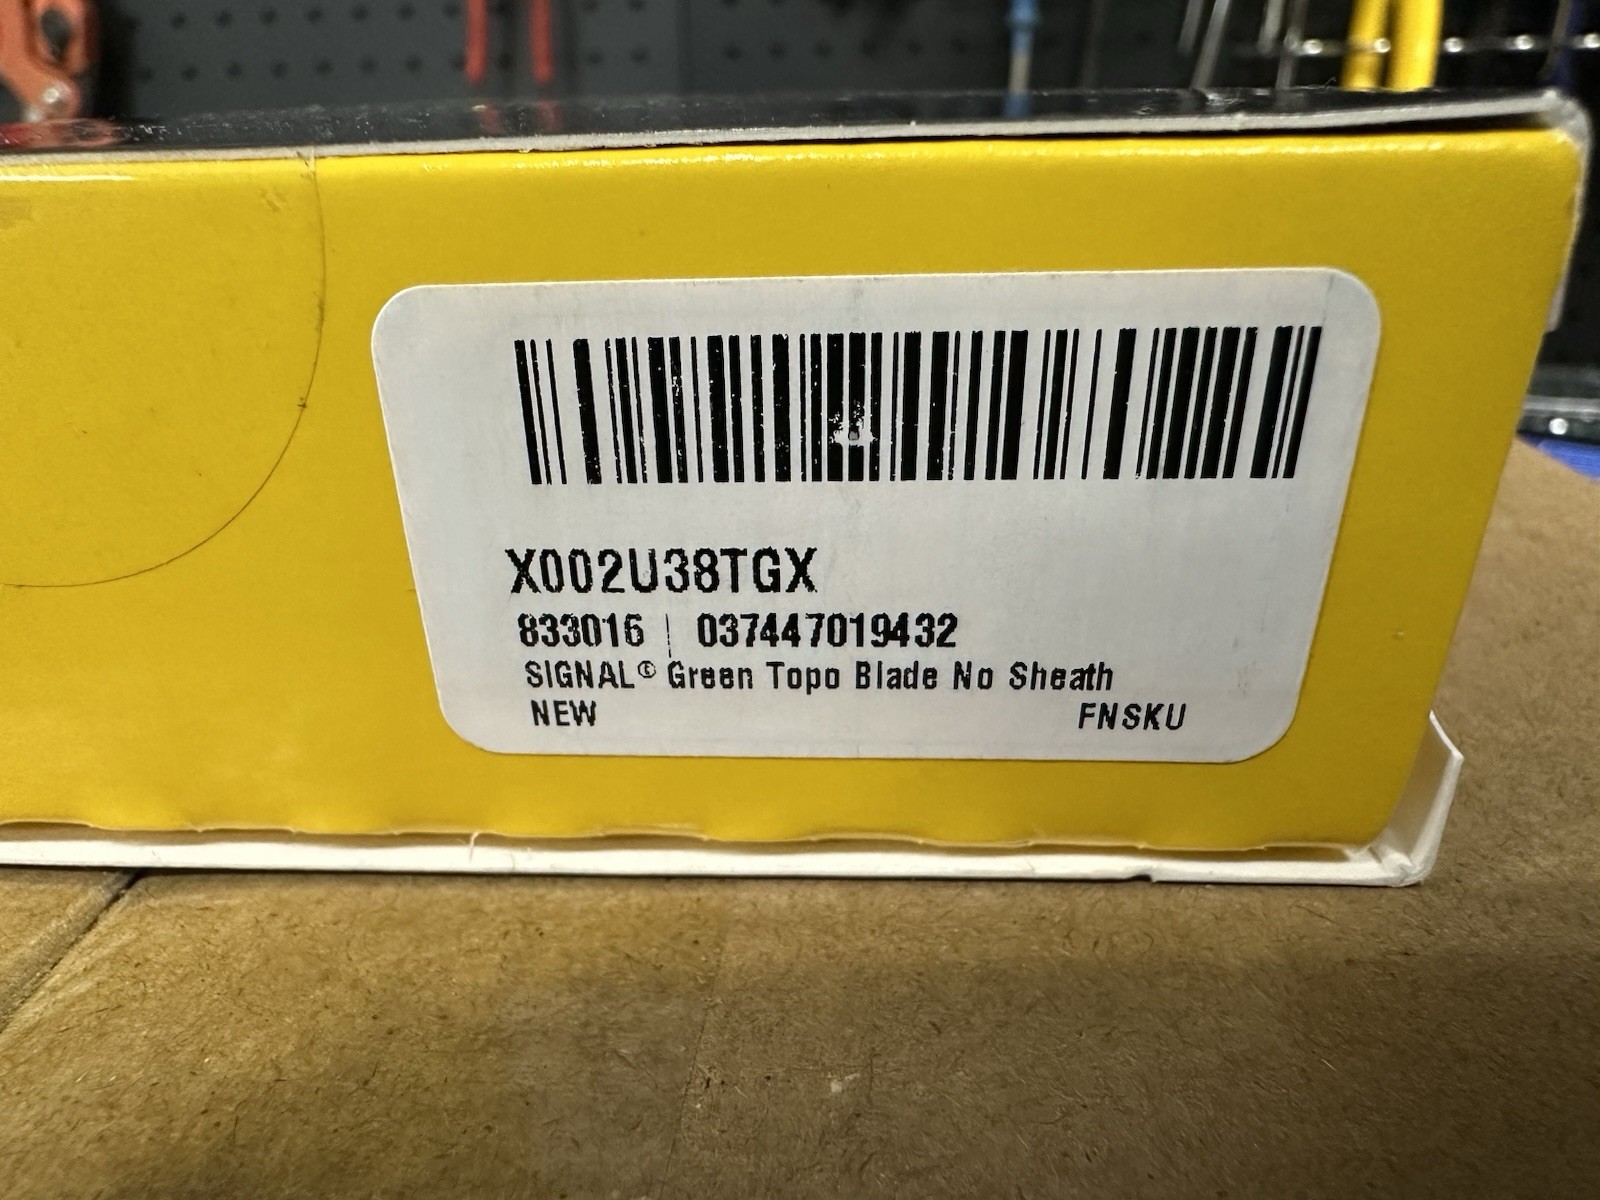 X002U38TGX
833016 | 037447019432
SIGNAL® Green Topo Blade No Sheath
NEW FNSKU